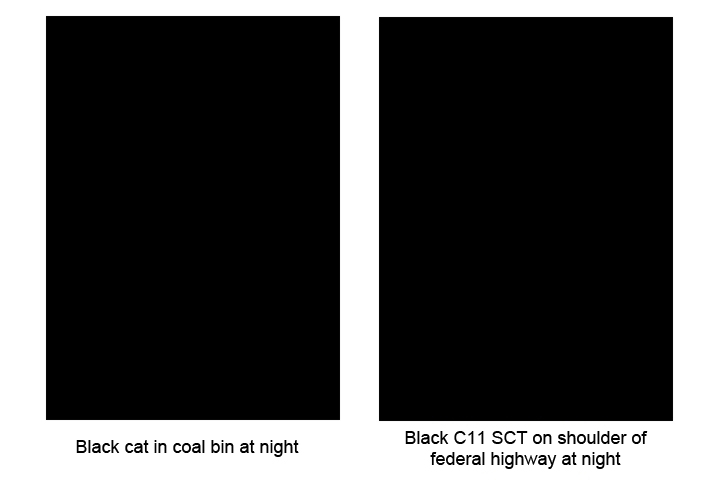 Black cat in coal bin at night
Black C11 SCT on shoulder of
federal highway at night